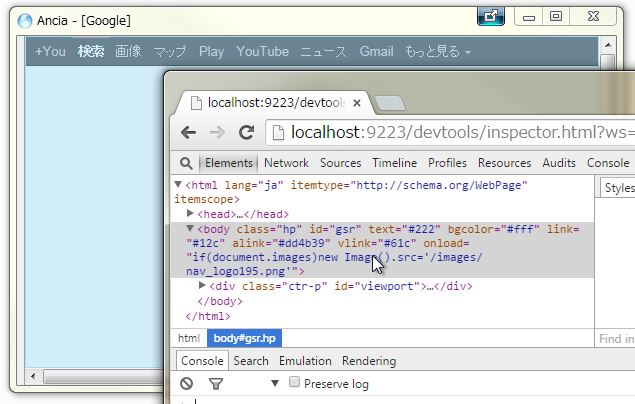 Ancia - [Google]
+You 検索 画像 マップ Play YouTube ニュース Gmail もっと見る
localhost:9223/devtools
localhost:9223/devtools/inspector.html?ws=
Elements Network Sources Timeline Profiles Resources Audits Console
<html lang="ja" itemtype="http://schema.org/WebPage"
itemscope>
<head>…</head>
<body class="hp" id="gsr" text="#222" bgcolor="#fff" link=
"#12c" alink="#dd4b39" vlink="#61c" onload=
"if(document.images)new Image().src='/images/
nav_logo195.png'">
<div class="ctr-p" id="viewport">…</div>
</body>
</html>
Styles
html body#gsr.hp
Find in
Console Search Emulation Rendering
Preserve log